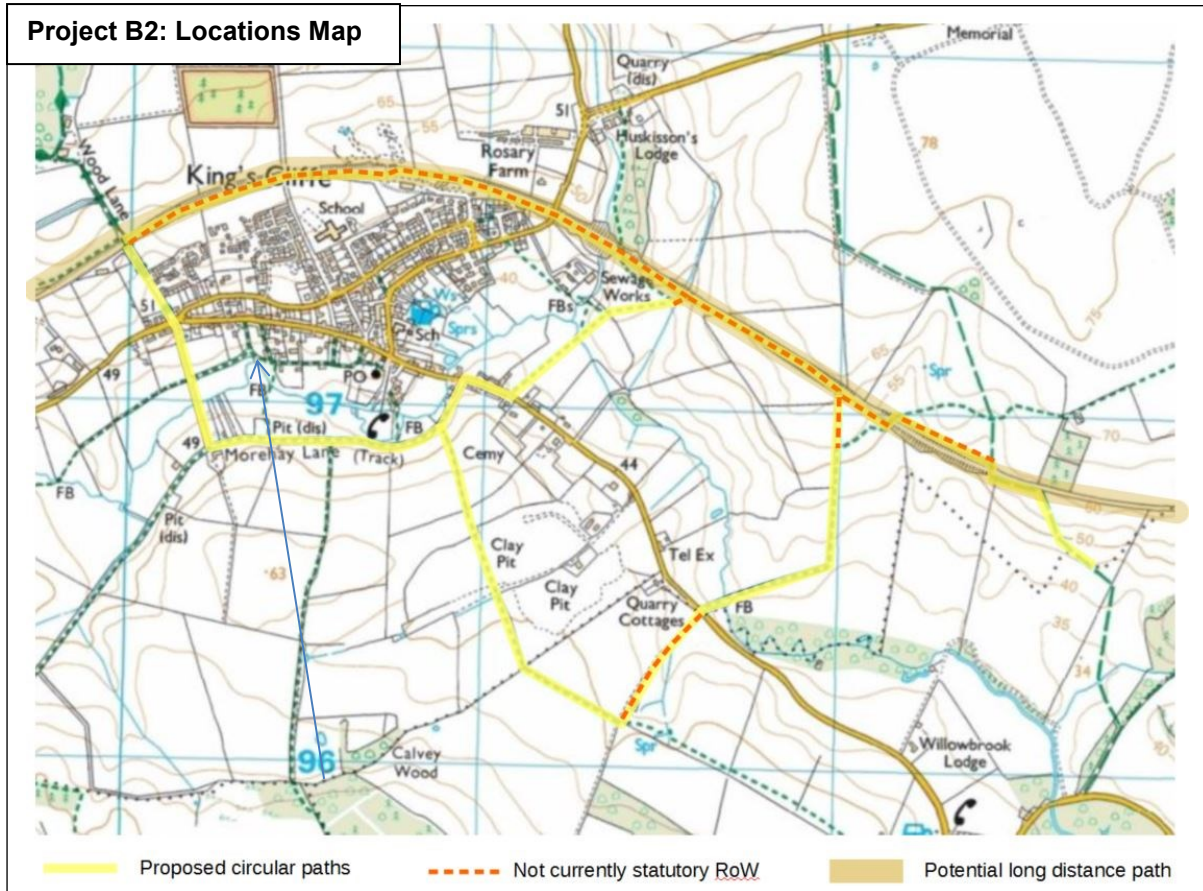 Project B2: Locations Map
Memorial
Quarry
(dis)
51
65
55
78
Huskisson's
Lodge
Wood Lane
Rosary
Farm
50
King's Cliffe
School
75
Sewage
Works
40
Ws
FBs
51
Sprs
Sch
65
55
Spr
49
PO
FB
97
70
Pit (dis)
FB
49
Morehay Lane
(Track)
Cemy
44
60
FB
Pit
(dis)
50
Clay
Pit
Tel Ex
63
Clay
Pit
40
Quarry
Cottages
FB
35
34
Spr
Willowbrook
Lodge
96
Calvey
Wood
Proposed circular paths
Not currently statutory RoW
Potential long distance path